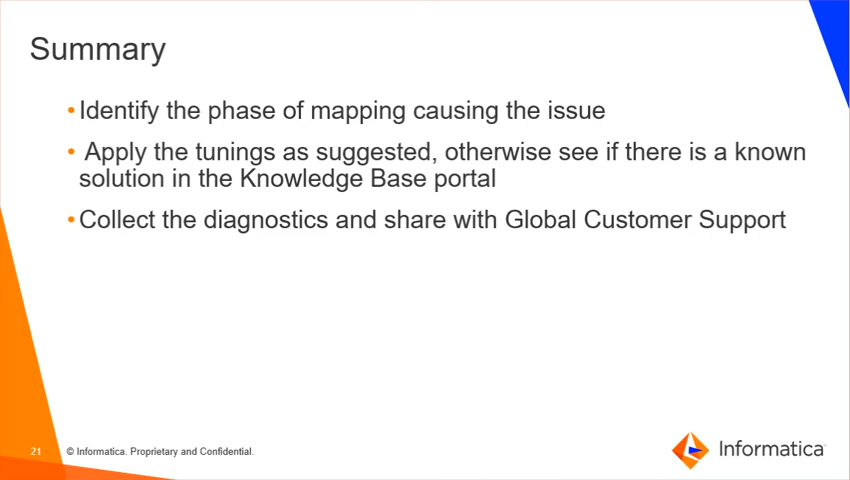 Summary
•Identify the phase of mapping causing the issue
• Apply the tunings as suggested, otherwise see if there is a known
solution in the Knowledge Base portal
•Collect the diagnostics and share with Global Customer Support
21 © Informatica. Proprietary and Confidential.
Informatica